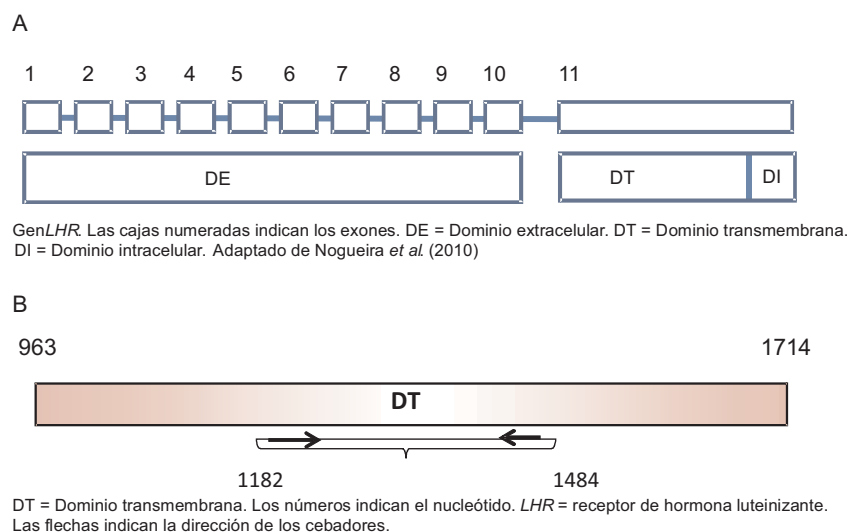 A
1 2 3 4 5 6 7 8 9 10 11
DE DT DI
GenLHR. Las cajas numeradas indican los exones. DE = Dominio extracelular. DT = Dominio transmembrana.
DI = Dominio intracelular. Adaptado de Nogueira et al. (2010)
B
963 1714
DT
1182 1484
DT = Dominio transmembrana. Los números indican el nucleótido. LHR = receptor de hormona luteinizante.
Las flechas indican la dirección de los cebadores.